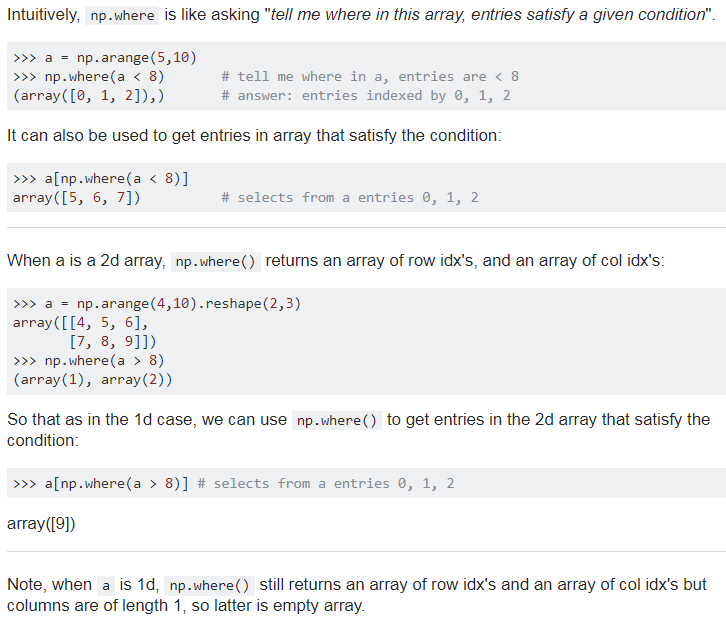 Intuitively, np.where is like asking "tell me where in this array, entries satisfy a given condition".
>>> a = np.arange(5,10)
>>> np.where(a < 8)       # tell me where in a, entries are < 8
(array([0, 1, 2]),)       # answer: entries indexed by 0, 1, 2
It can also be used to get entries in array that satisfy the condition:
>>> a[np.where(a < 8)]
array([5, 6, 7])          # selects from a entries 0, 1, 2
When a is a 2d array, np.where() returns an array of row idx's, and an array of col idx's:
>>> a = np.arange(4,10).reshape(2,3)
array([[4, 5, 6],
       [7, 8, 9]])
>>> np.where(a > 8)
(array(1), array(2))
So that as in the 1d case, we can use np.where() to get entries in the 2d array that satisfy the
condition:
>>> a[np.where(a > 8)] # selects from a entries 0, 1, 2
array([9])
Note, when a is 1d, np.where() still returns an array of row idx's and an array of col idx's but
columns are of length 1, so latter is empty array.